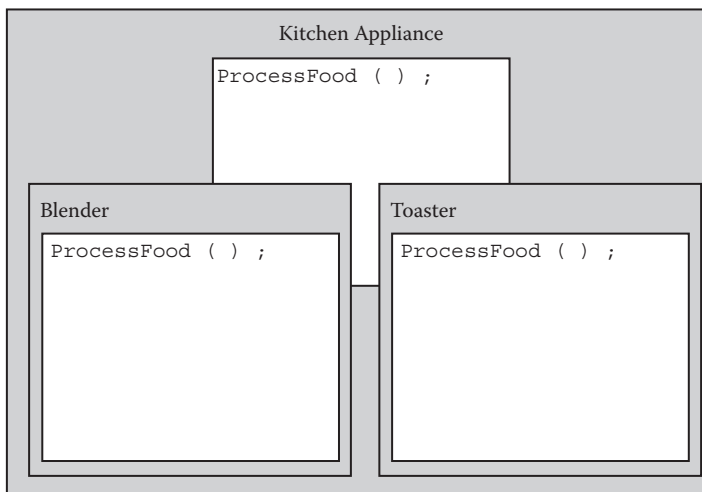 Kitchen Appliance
ProcessFood ( ) ;
Blender
ProcessFood ( ) ;
Toaster
ProcessFood ( ) ;